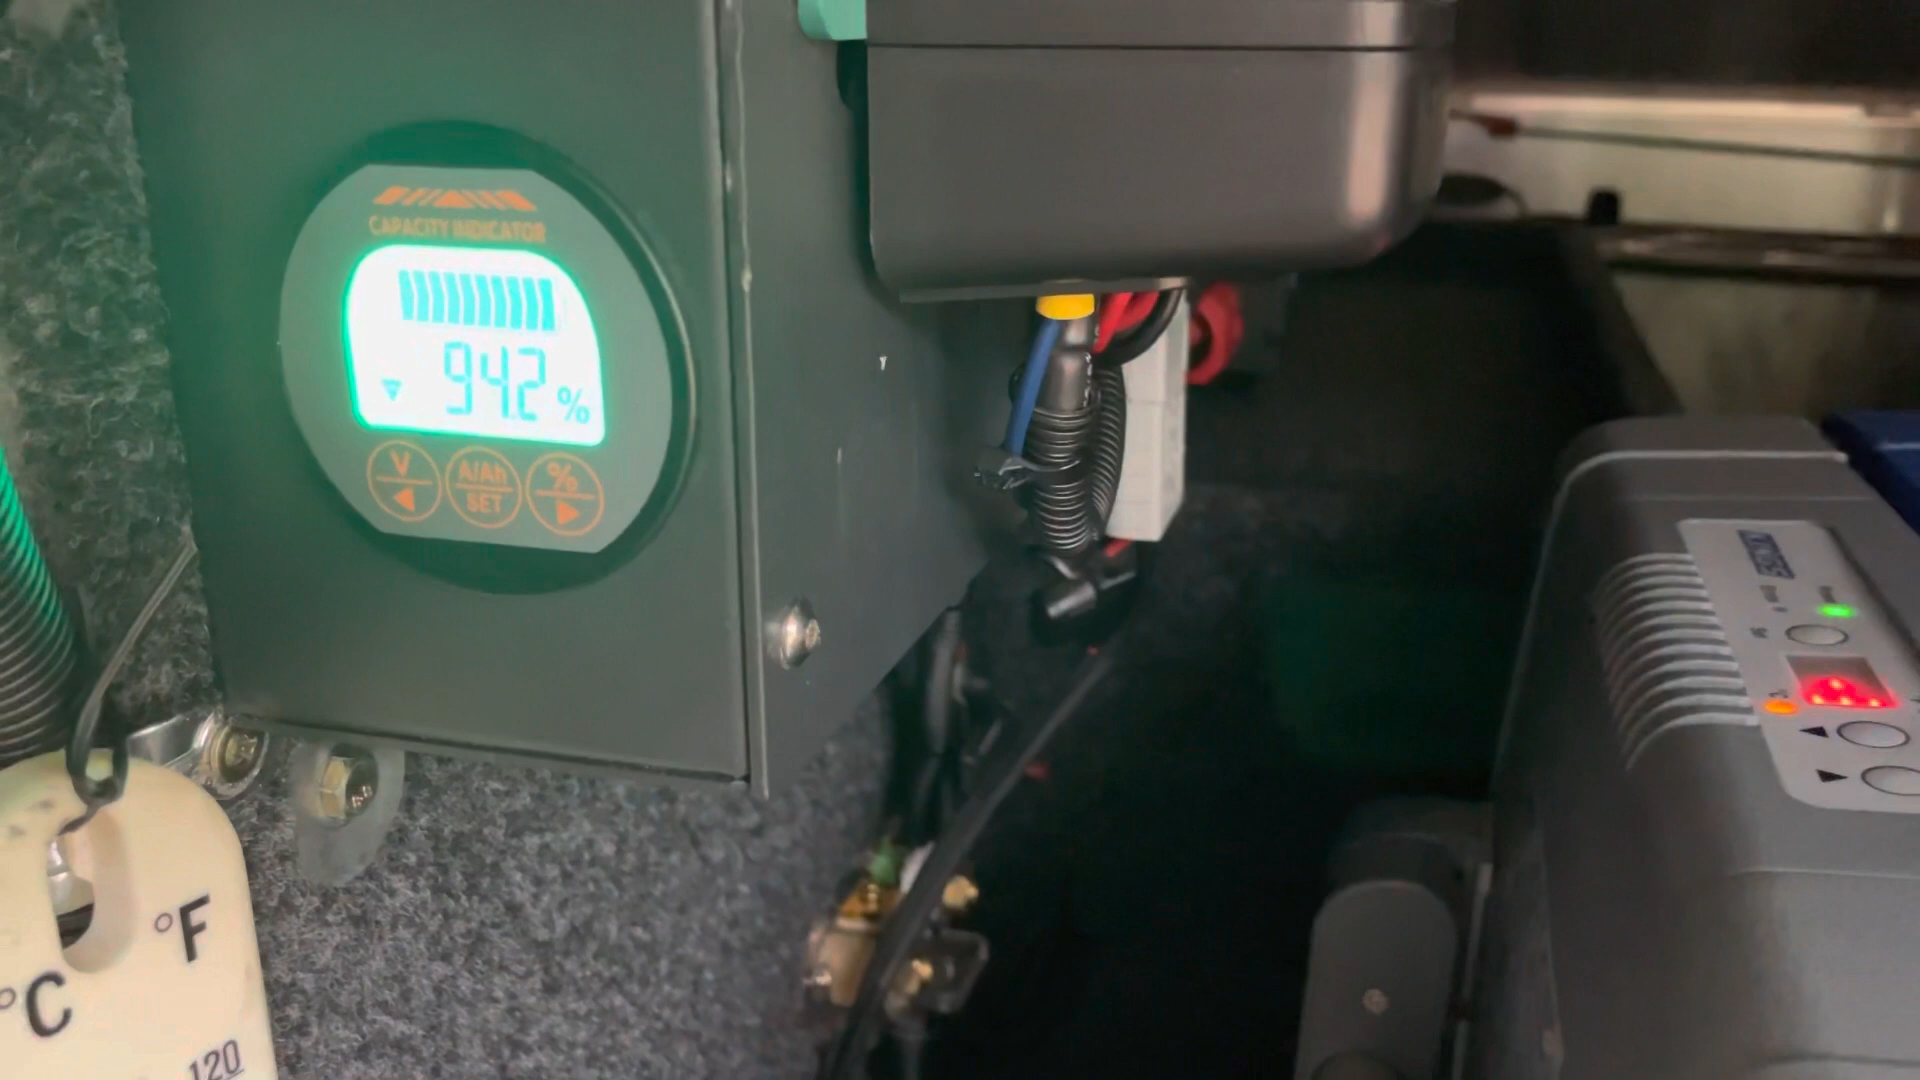 CAPACITY INDICATOR
94.2 %
V
A/Ah
SET
%
°F
°C
120